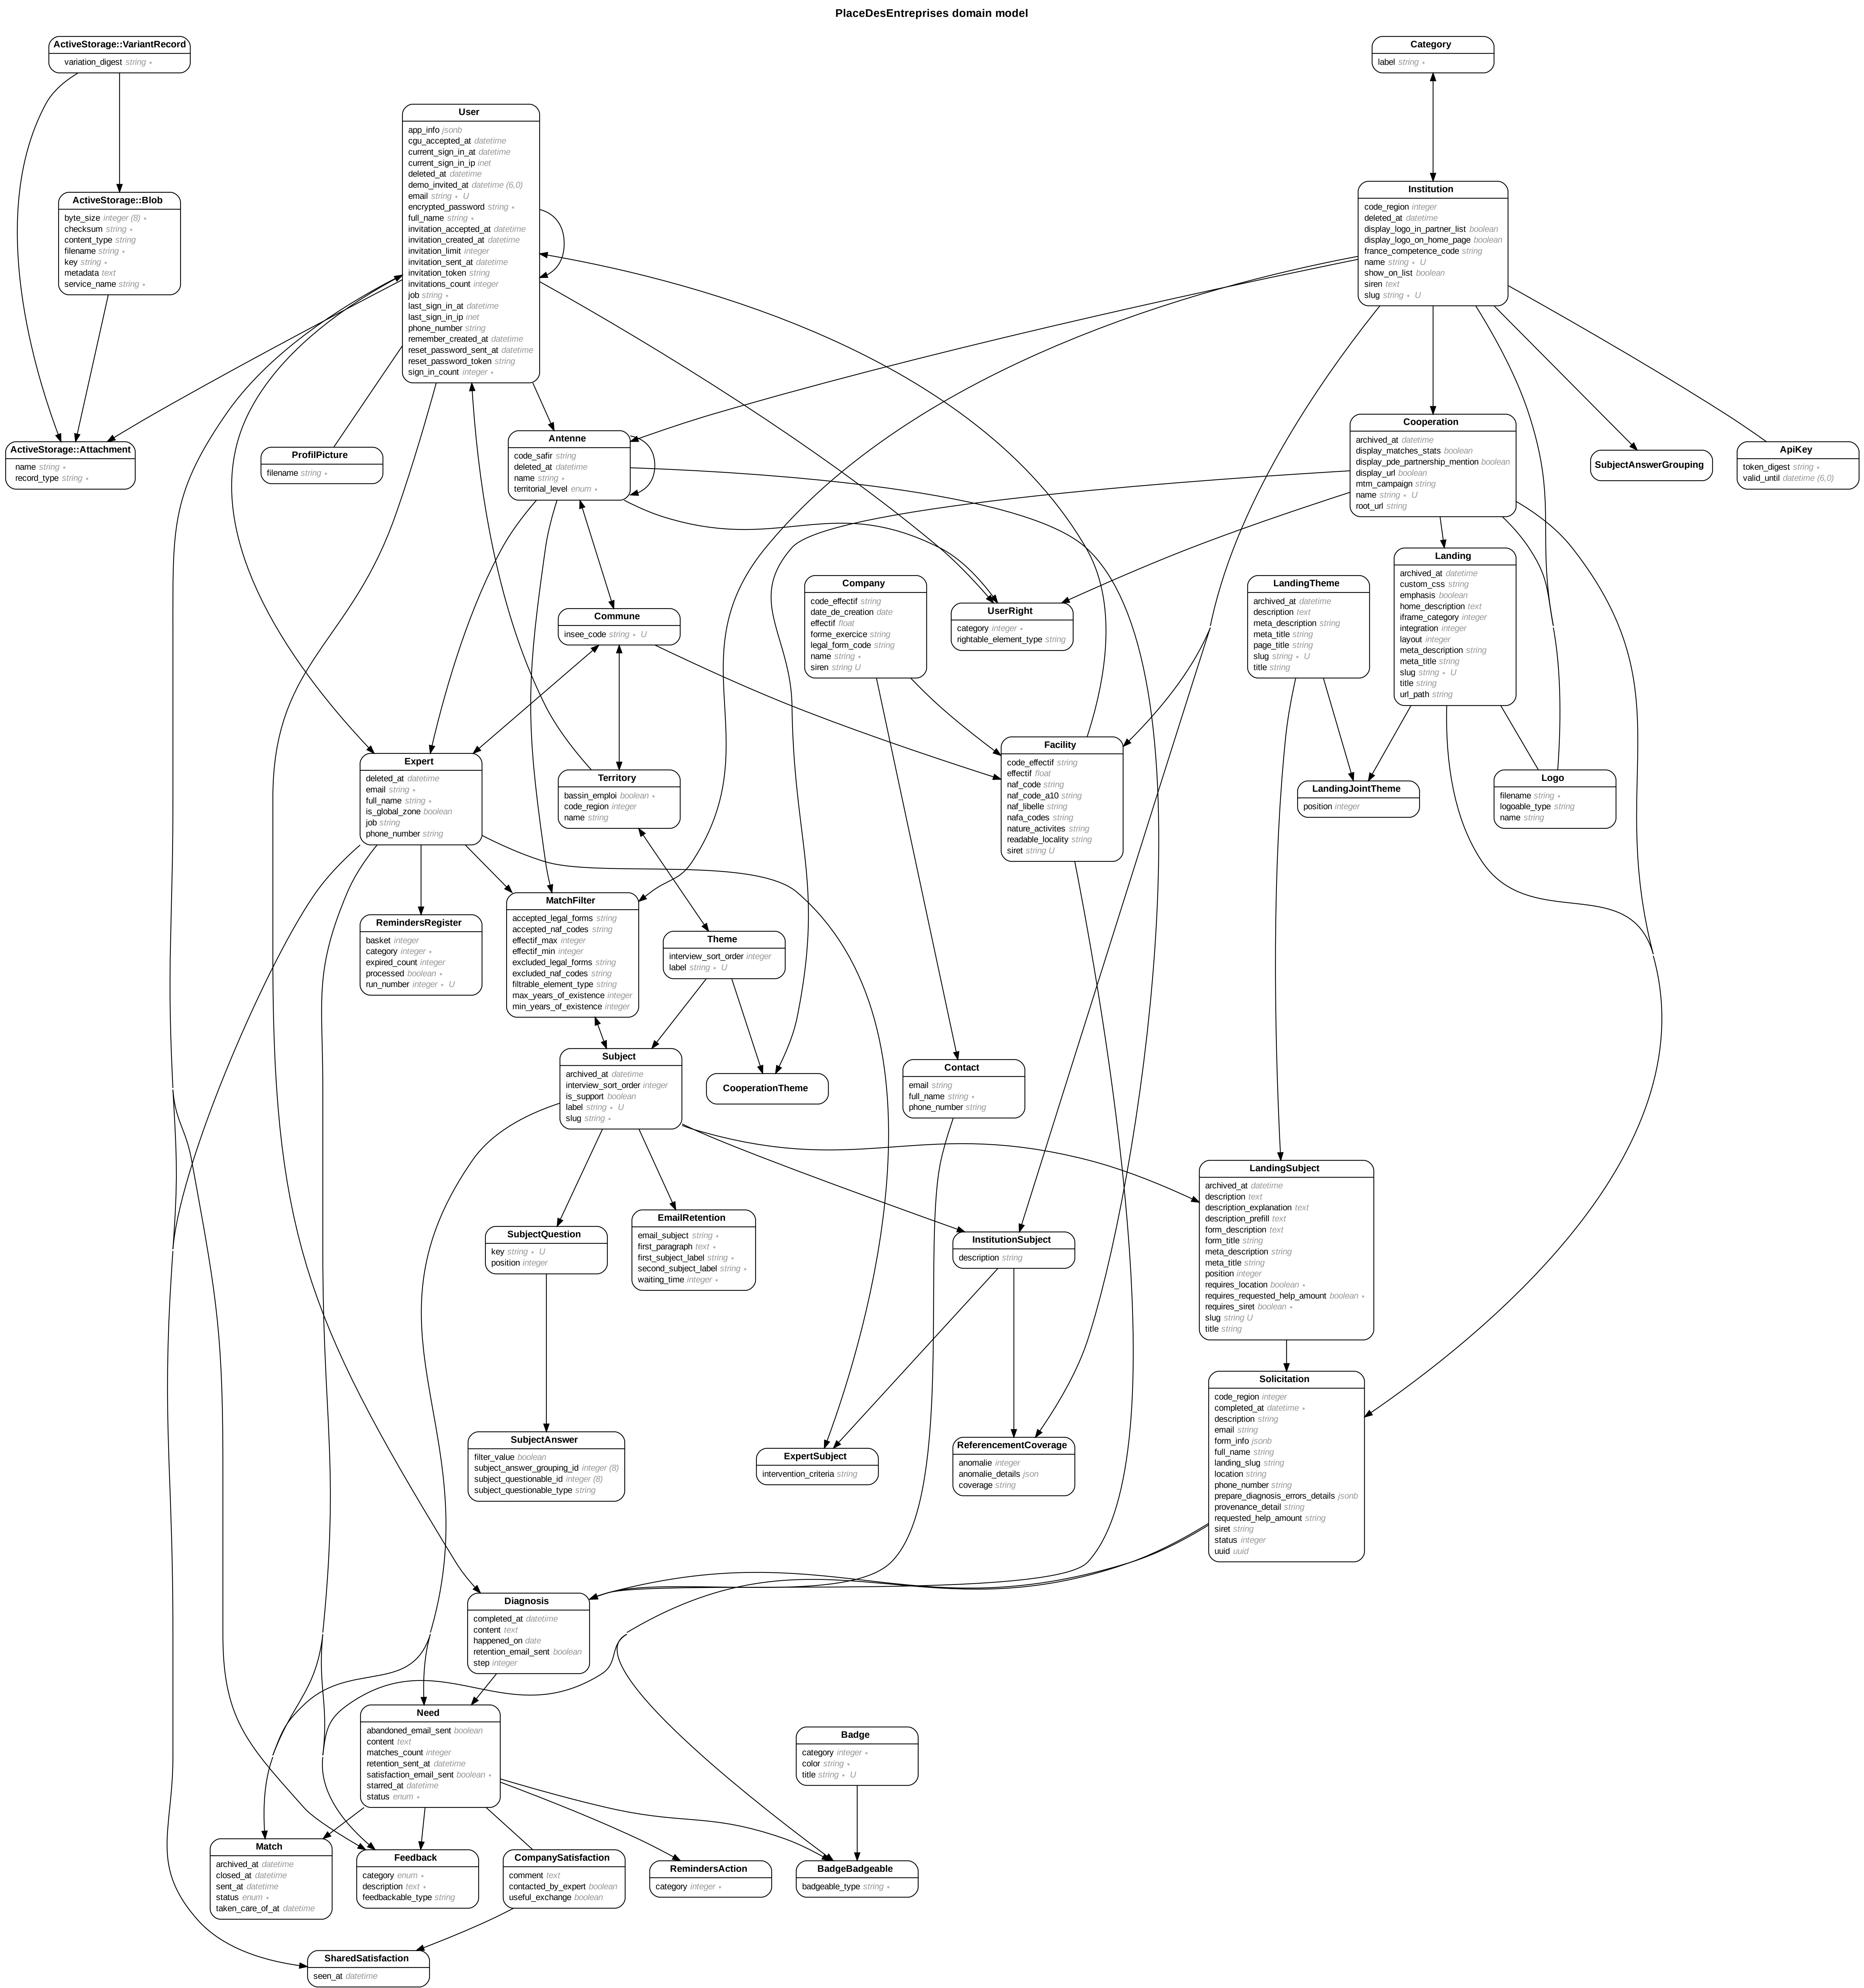 PlaceDesEntreprises domain model
ActiveStorage::VariantRecord
variation_digest string ∗
Category
label string ∗
User
app_info jsonb
cgu_accepted_at datetime
current_sign_in_at datetime
current_sign_in_ip inet
deleted_at datetime
demo_invited_at datetime (6,0)
email string ∗ U
encrypted_password string ∗
full_name string ∗
invitation_accepted_at datetime
invitation_created_at datetime
invitation_limit integer
invitation_sent_at datetime
invitation_token string
invitations_count integer
job string ∗
last_sign_in_at datetime
last_sign_in_ip inet
phone_number string
remember_created_at datetime
reset_password_sent_at datetime
reset_password_token string
sign_in_count integer ∗
ActiveStorage::Blob
byte_size integer (8) ∗
checksum string ∗
content_type string
filename string ∗
key string ∗
metadata text
service_name string ∗
Institution
code_region integer
deleted_at datetime
display_logo_in_partner_list boolean
display_logo_on_home_page boolean
france_competence_code string
name string ∗ U
show_on_list boolean
siren text
slug string ∗ U
ActiveStorage::Attachment
name string ∗
record_type string ∗
ProfilPicture
filename string ∗
Antenne
code_safir string
deleted_at datetime
name string ∗
territorial_level enum ∗
Cooperation
archived_at datetime
display_matches_stats boolean
display_pde_partnership_mention boolean
display_url boolean
mtm_campaign string
name string ∗ U
root_url string
SubjectAnswerGrouping
ApiKey
token_digest string ∗
valid_until datetime (6,0)
Commune
insee_code string ∗ U
Company
code_effectif string
date_de_creation date
effectif float
forme_exercice string
legal_form_code string
name string ∗
siren string U
UserRight
category integer ∗
rightable_element_type string
LandingTheme
archived_at datetime
description text
meta_description string
meta_title string
page_title string
slug string ∗ U
title string
Landing
archived_at datetime
custom_css string
emphasis boolean
home_description text
iframe_category integer
integration integer
layout integer
meta_description string
meta_title string
slug string ∗ U
title string
url_path string
Expert
deleted_at datetime
email string ∗
full_name string ∗
is_global_zone boolean
job string
phone_number string
Territory
bassin_emploi boolean ∗
code_region integer
name string
Facility
code_effectif string
effectif float
naf_code string
naf_code_a10 string
naf_libelle string
nafa_codes string
nature_activites string
readable_locality string
siret string U
LandingJointTheme
position integer
Logo
filename string ∗
logoable_type string
name string
RemindersRegister
basket integer
category integer ∗
expired_count integer
processed boolean ∗
run_number integer ∗ U
MatchFilter
accepted_legal_forms string
accepted_naf_codes string
effectif_max integer
effectif_min integer
excluded_legal_forms string
excluded_naf_codes string
filtrable_element_type string
max_years_of_existence integer
min_years_of_existence integer
Theme
interview_sort_order integer
label string ∗ U
Subject
archived_at datetime
interview_sort_order integer
is_support boolean
label string ∗ U
slug string ∗
CooperationTheme
Contact
email string
full_name string ∗
phone_number string
LandingSubject
archived_at datetime
description text
description_explanation text
description_prefill text
form_description text
form_title string
meta_description string
meta_title string
position integer
requires_location boolean ∗
requires_requested_help_amount boolean ∗
requires_siret boolean ∗
slug string U
title string
SubjectQuestion
key string ∗ U
position integer
EmailRetention
email_subject string ∗
first_paragraph text ∗
first_subject_label string ∗
second_subject_label string ∗
waiting_time integer ∗
InstitutionSubject
description string
Solicitation
code_region integer
completed_at datetime ∗
description string
email string
form_info jsonb
full_name string
landing_slug string
location string
phone_number string
prepare_diagnosis_errors_details jsonb
provenance_detail string
requested_help_amount string
siret string
status integer
uuid uuid
SubjectAnswer
filter_value boolean
subject_answer_grouping_id integer (8)
subject_questionable_id integer (8)
subject_questionable_type string
ExpertSubject
intervention_criteria string
ReferencementCoverage
anomalie integer
anomalie_details json
coverage string
Diagnosis
completed_at datetime
content text
happened_on date
retention_email_sent boolean
step integer
Need
abandoned_email_sent boolean
content text
matches_count integer
retention_sent_at datetime
satisfaction_email_sent boolean ∗
starred_at datetime
status enum ∗
Badge
category integer ∗
color string ∗
title string ∗ U
Match
archived_at datetime
closed_at datetime
sent_at datetime
status enum ∗
taken_care_of_at datetime
Feedback
category enum ∗
description text ∗
feedbackable_type string
CompanySatisfaction
comment text
contacted_by_expert boolean
useful_exchange boolean
RemindersAction
category integer ∗
BadgeBadgeable
badgeable_type string ∗
SharedSatisfaction
seen_at datetime